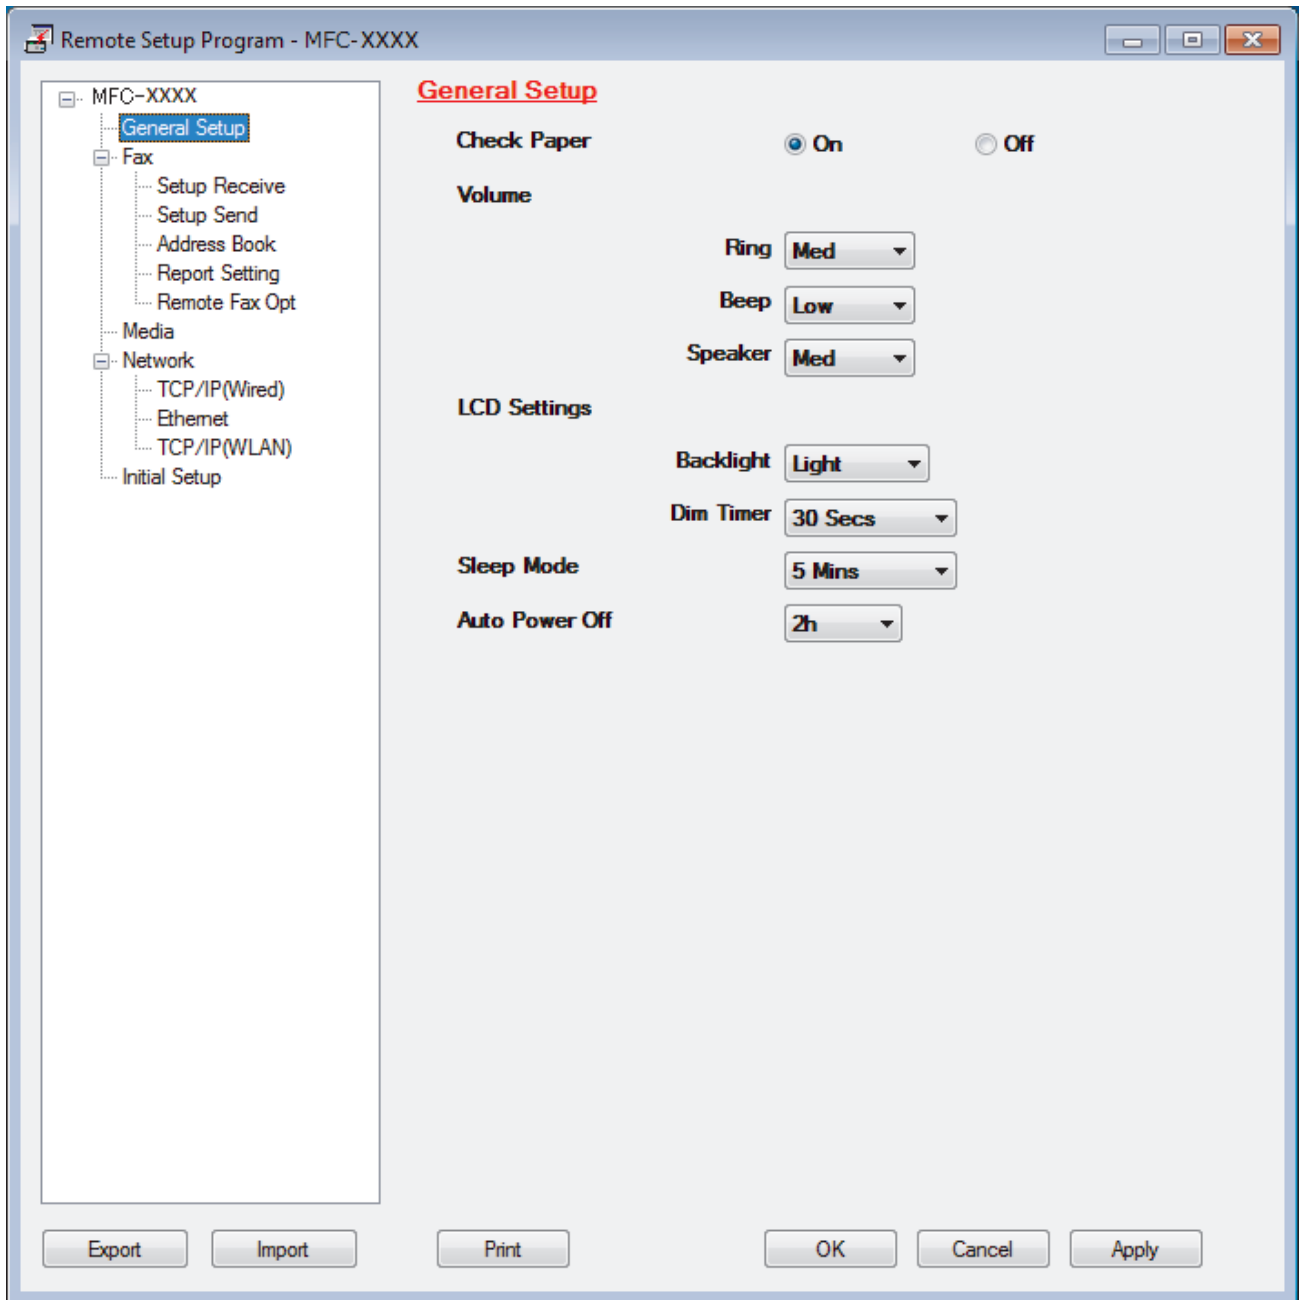 Remote Setup Program - MFC-XXXX
MFC-XXXX
General Setup
Fax
Setup Receive
Setup Send
Address Book
Report Setting
Remote Fax Opt
Media
Network
TCP/IP(Wired)
Ethernet
TCP/IP(WLAN)
Initial Setup
General Setup
Check Paper On Off
Volume
Ring Med
Beep Low
Speaker Med
LCD Settings
Backlight Light
Dim Timer 30 Secs
Sleep Mode 5 Mins
Auto Power Off 2h
Export Import Print OK Cancel Apply